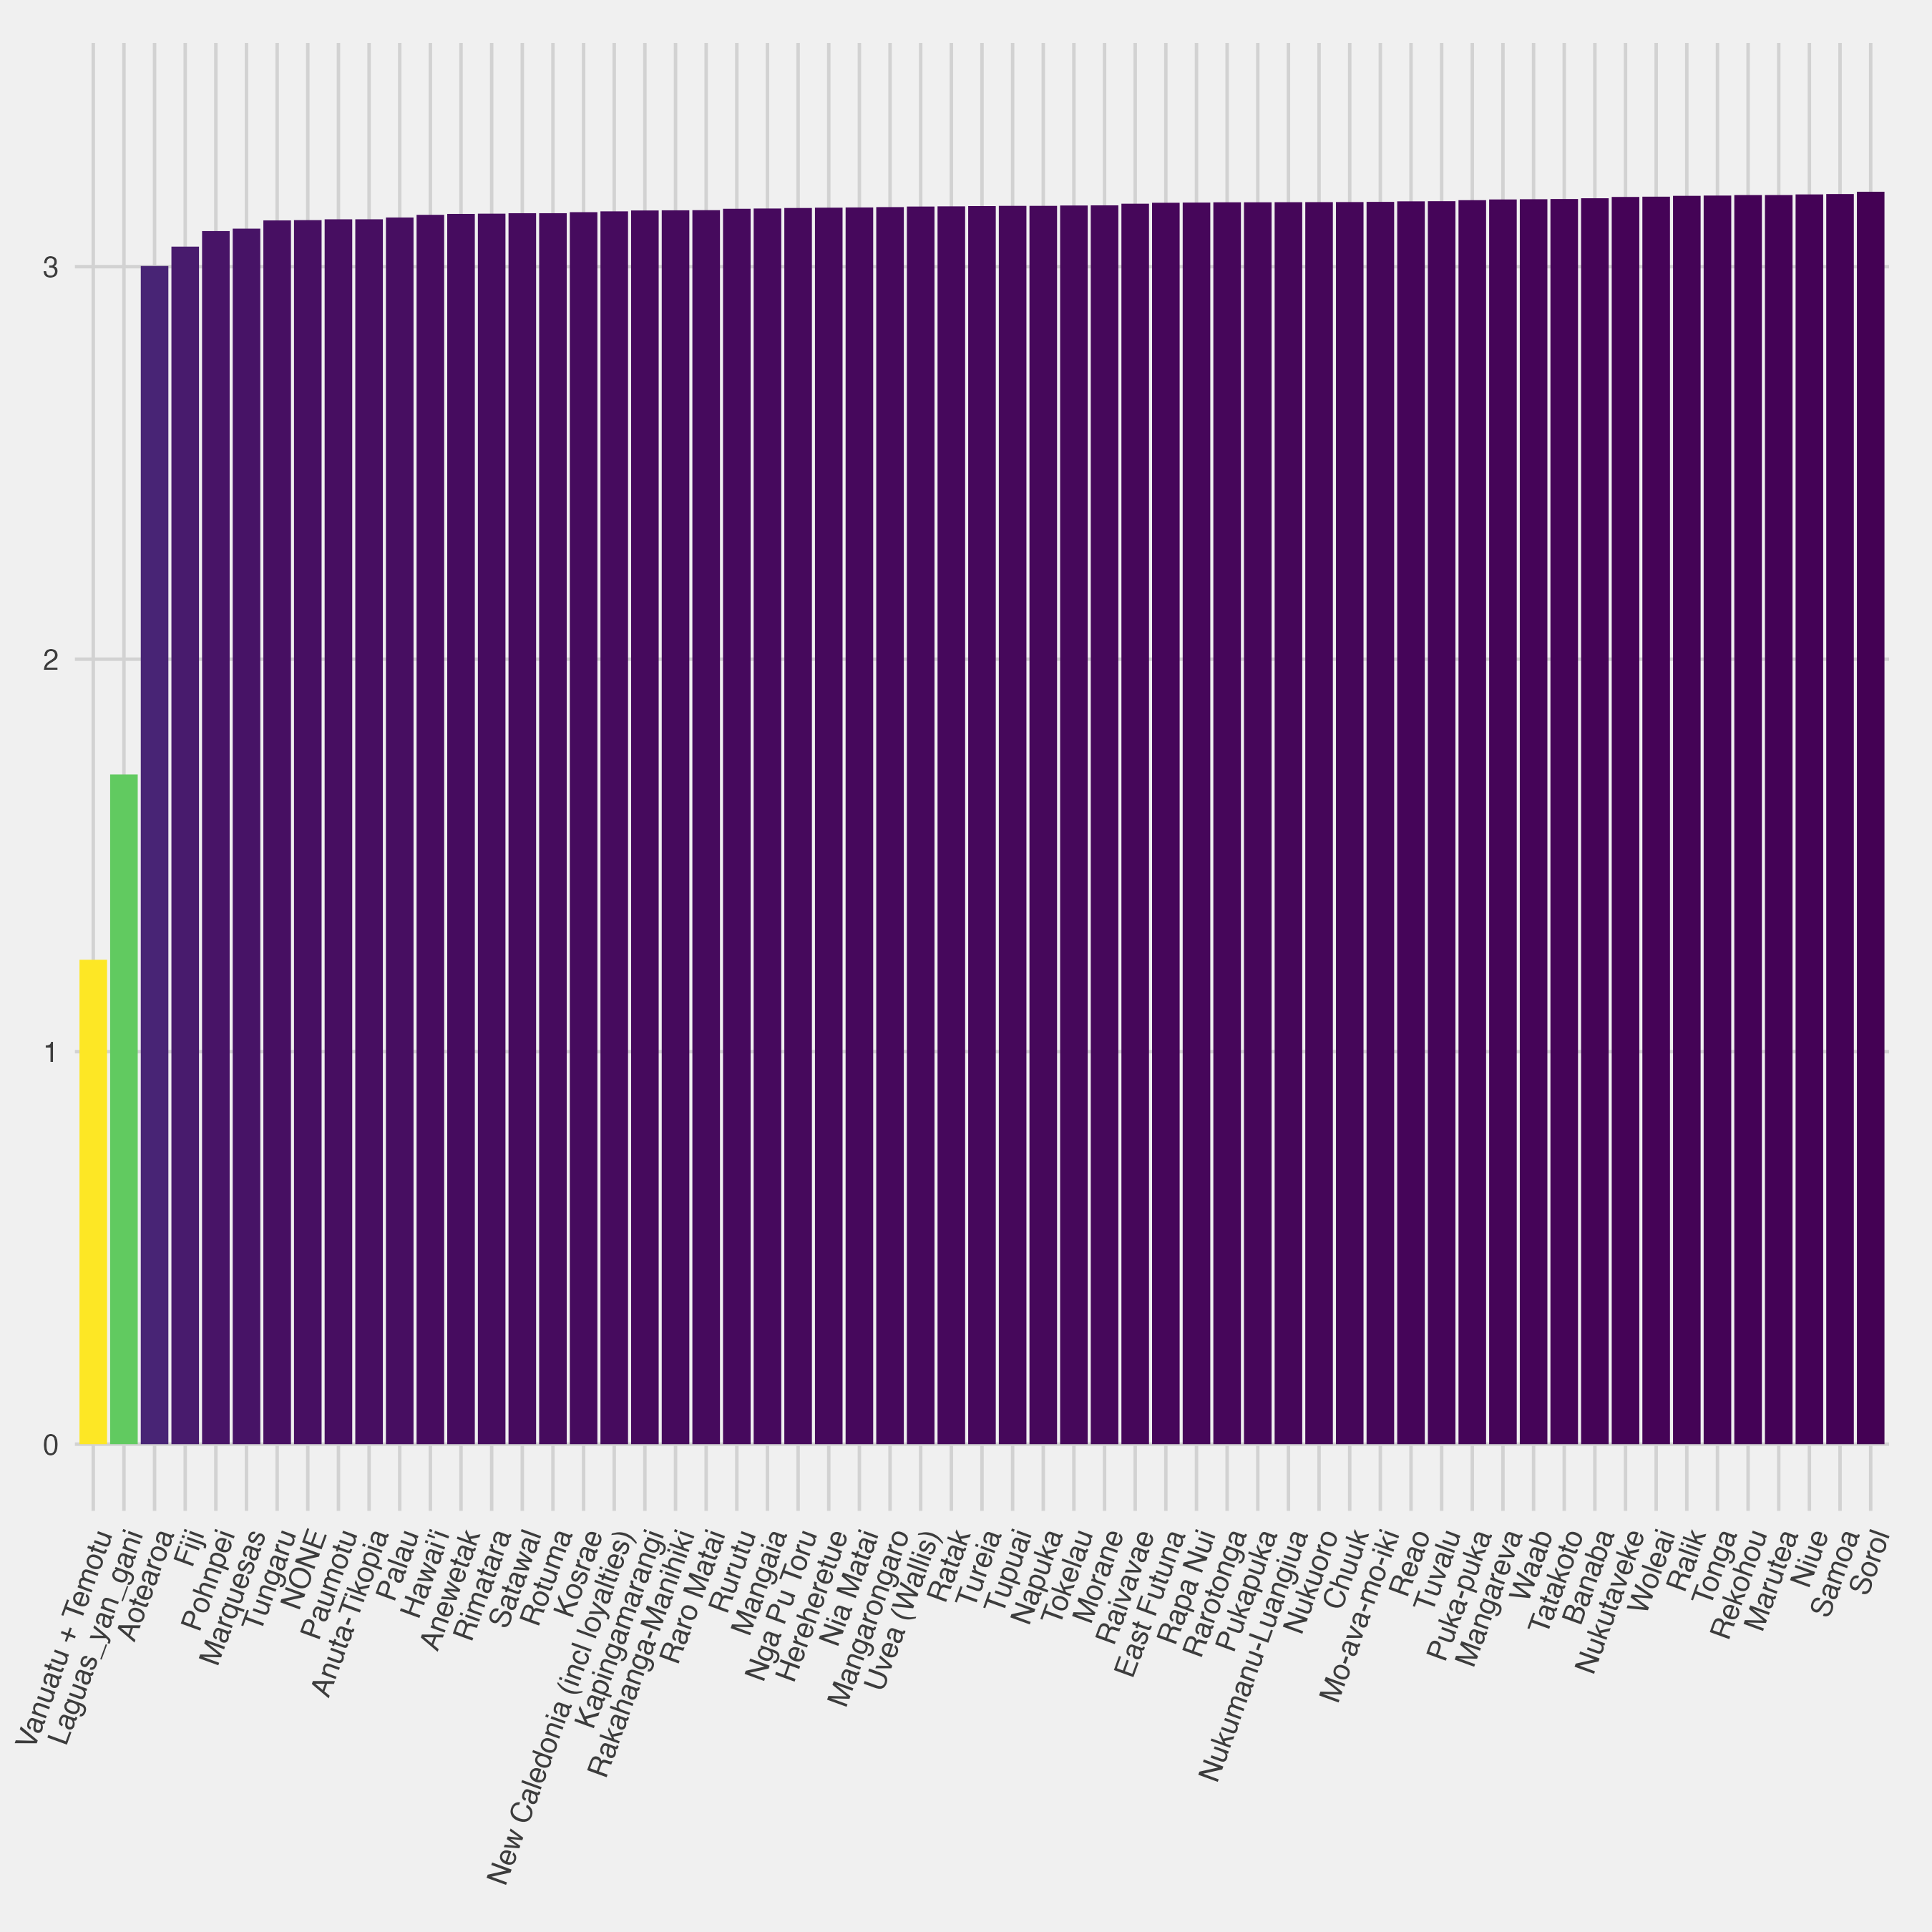 3
2
1
0
Vanuatu + Temotu
Laguas_yan_gani
Aotearoa
Fiji
Pohnpei
Marquesas
Tungaru
NONE
Paumotu
Anuta-Tikopia
Palau
Hawai'i
Anewetak
Rimatara
Satawal
Rotuma
Kosrae
New Caledonia (incl loyalties)
Kapingamarangi
Rakahanga-Manihiki
Raro Matai
Rurutu
Mangaia
Nga Pu Toru
Hereheretue
Nia Matai
Mangarongaro
Uvea (Wallis)
Ratak
Tureia
Tupuai
Napuka
Tokelau
Morane
Raivavae
East Futuna
Rapa Nui
Rarotonga
Pukapuka
Nukumanu-Luangiua
Nukuoro
Chuuk
Mo-ava-mo-iki
Reao
Tuvalu
Puka-puka
Mangareva
Waab
Tatakoto
Banaba
Nukutaveke
Woleai
Ralik
Tonga
Rekohou
Marutea
Niue
Samoa
Sorol